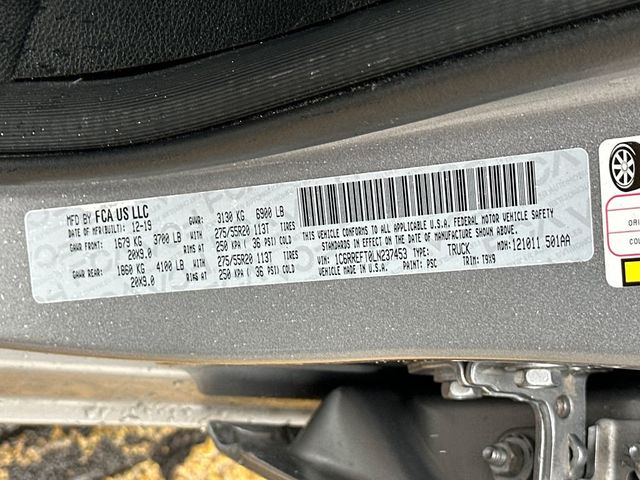 MFD BY FCA US LLC GVWR: 3130 KG 6900 LB
DATE OF MFR(BUILT): 12-19
GAWR FRONT: 1679 KG 3700 LB 275/55R20 113T TIRES
20X9.0 RIMS AT 250 KPA ( 36 PSI) COLD
GAWR REAR: 1860 KG 4100 LB 275/55R20 113T TIRES
20X9.0 RIMS AT 250 KPA ( 36 PSI) COLD
THIS VEHICLE CONFORMS TO ALL APPLICABLE U.S.A. FEDERAL MOTOR VEHICLE SAFETY
STANDARDS IN EFFECT ON THE DATE OF MANUFACTURE SHOWN ABOVE.
VIN: 1C6RREFT0LN237453 TYPE: TRUCK MDH: 121011 501AA
MADE IN U.S.A. PAINT: PSC TRIM: T9X9
DRI